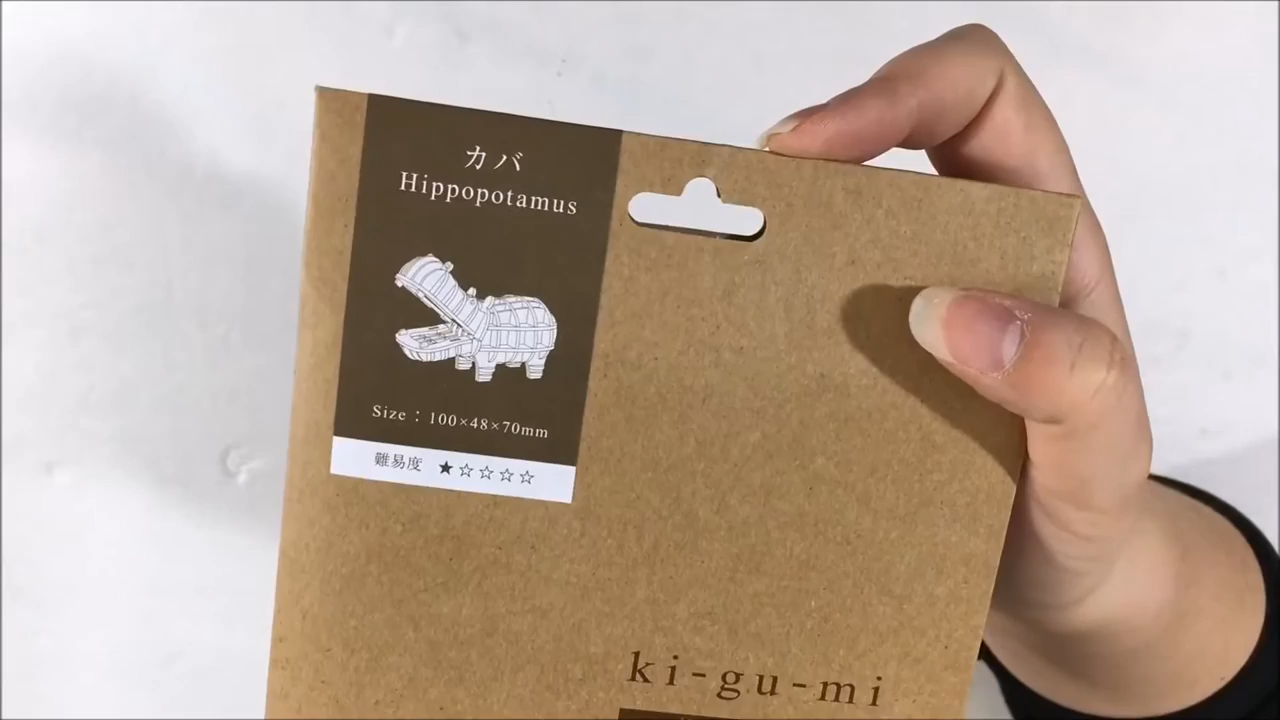 カバ
Hippopotamus
Size：100×48×70mm
難易度 ★☆☆☆☆
ki-gu-mi